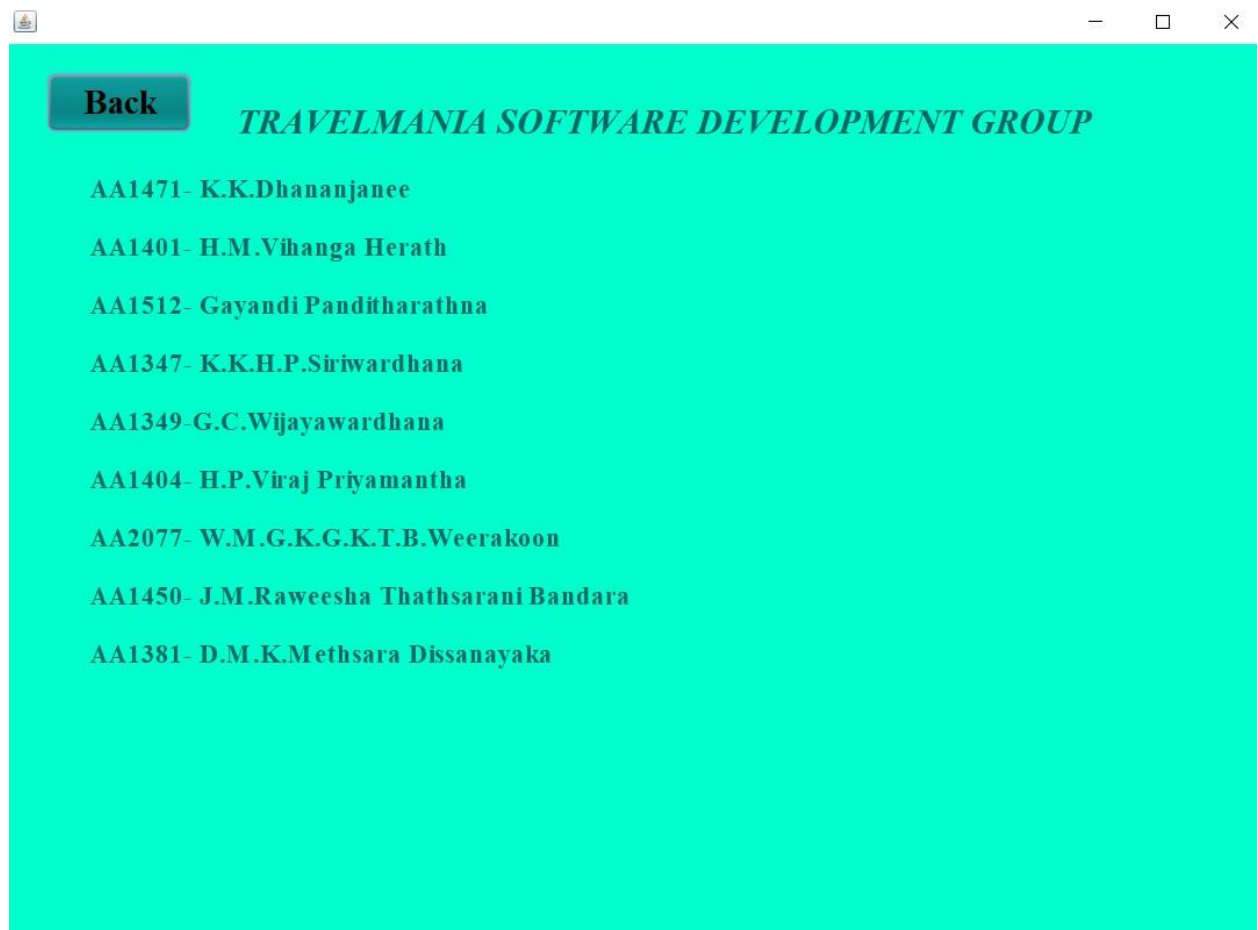 Back
TRAVELMANIA SOFTWARE DEVELOPMENT GROUP
AA1471- K.K.Dhananjanee
AA1401- H.M.Vihanga Herath
AA1512- Gayandi Panditharathna
AA1347- K.K.H.P.Siriwardhana
AA1349-G.C.Wijayawardhana
AA1404- H.P.Viraj Priyamantha
AA2077- W.M.G.K.G.K.T.B.Weerakoon
AA1450- J.M.Raweesha Thathsarani Bandara
AA1381- D.M.K.Methsara Dissanayaka